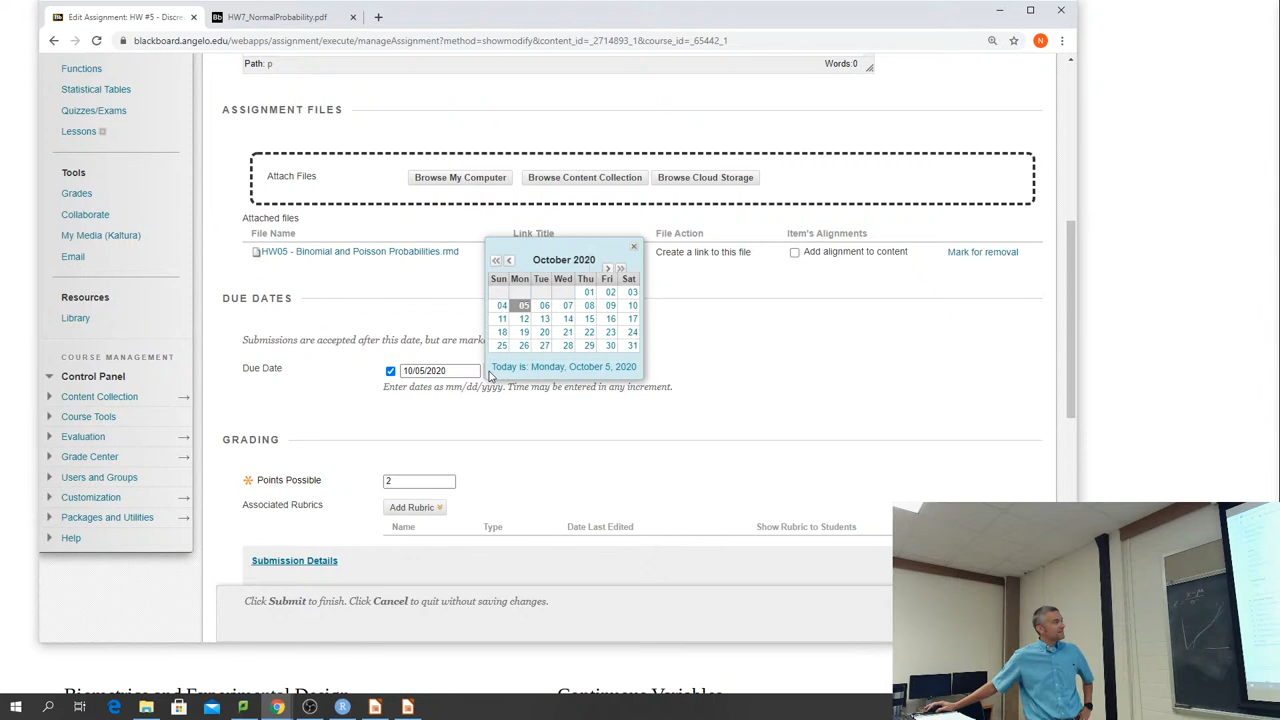 Edit Assignment: HW #5 - Discre
HW7_NormalProbability.pdf
blackboard.angelo.edu/webapps/assignment/execute/manageAssignment?method=showmodify&content_id=_2714893_1&course_id=_65442_1
N
Functions
Statistical Tables
Quizzes/Exams
Lessons
Tools
Grades
Collaborate
My Media (Kaltura)
Email
Resources
Library
COURSE MANAGEMENT
Control Panel
Content Collection
Course Tools
Evaluation
Grade Center
Users and Groups
Customization
Packages and Utilities
Help
Path: p
Words:0
ASSIGNMENT FILES
Attach Files
Browse My Computer
Browse Content Collection
Browse Cloud Storage
Attached files
File Name
Link Title
File Action
Item's Alignments
HW05 - Binomial and Poisson Probabilities.rmd
Create a link to this file
Add alignment to content
Mark for removal
October 2020
Sun Mon Tue Wed Thu Fri Sat
01 02 03
04 05 06 07 08 09 10
11 12 13 14 15 16 17
18 19 20 21 22 23 24
25 26 27 28 29 30 31
Today is: Monday, October 5, 2020
DUE DATES
Submissions are accepted after this date, but are mark
Due Date
10/05/2020
Enter dates as mm/dd/yyyy. Time may be entered in any increment.
GRADING
Points Possible
2
Associated Rubrics
Add Rubric
Name
Type
Date Last Edited
Show Rubric to Students
Submission Details
Click Submit to finish. Click Cancel to quit without saving changes.
Biometrics and Experimental Design
Continuous Variables